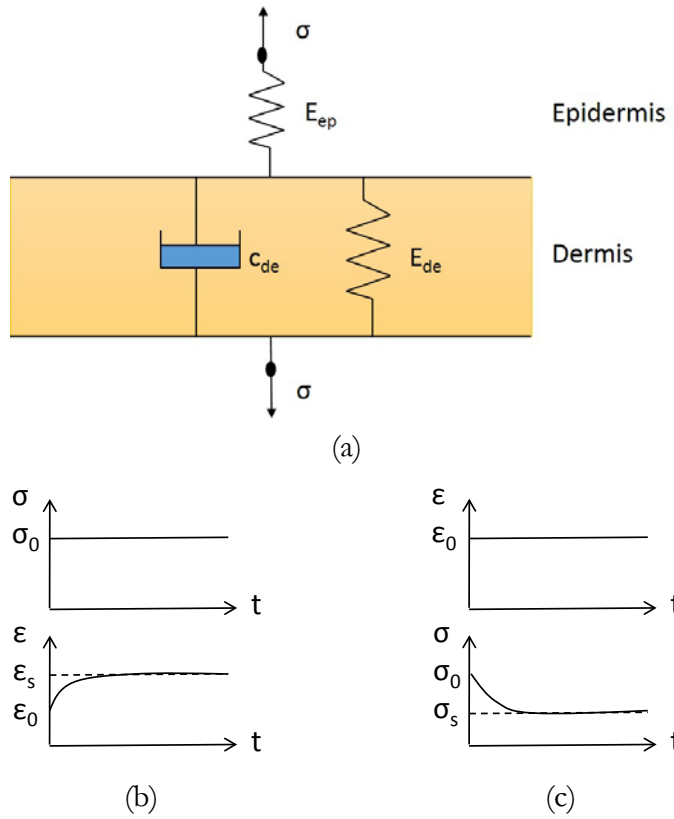 σ
E_ep
Epidermis
c_de
E_de
Dermis
σ
(a)
σ
σ_0
t
ε
ε_s
ε_0
t
(b)
ε
ε_0
t
σ
σ_0
σ_s
t
(c)